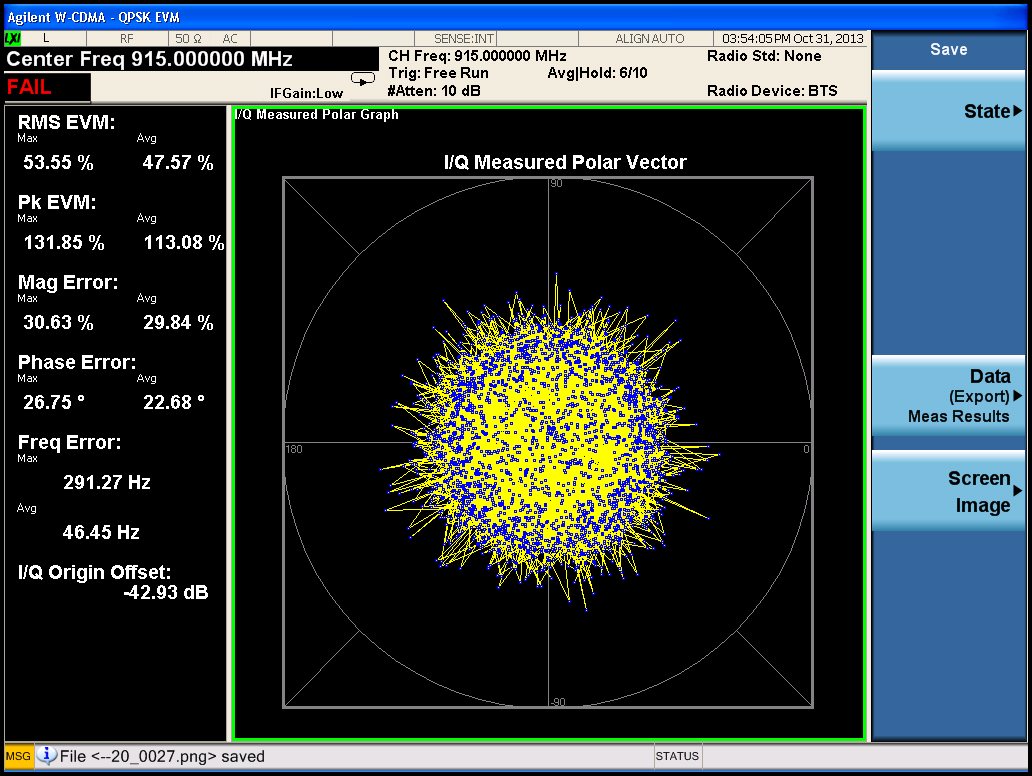 Agilent W-CDMA - QPSK EVM
LXI L RF 50 Ω AC SENSE:INT ALIGN AUTO 03:54:05 PM Oct 31, 2013
Center Freq 915.000000 MHz
CH Freq: 915.000000 MHz Radio Std: None
Trig: Free Run Avg|Hold: 6/10
IFGain:Low #Atten: 10 dB Radio Device: BTS
FAIL
RMS EVM:
Max Avg
53.55 % 47.57 %
Pk EVM:
Max Avg
131.85 % 113.08 %
Mag Error:
Max Avg
30.63 % 29.84 %
Phase Error:
Max Avg
26.75 ° 22.68 °
Freq Error:
Max
291.27 Hz
Avg
46.45 Hz
I/Q Origin Offset:
-42.93 dB
I/Q Measured Polar Graph
I/Q Measured Polar Vector
90
180
0
-90
Save
State
Data
(Export)
Meas Results
Screen
Image
MSG File <--20_0027.png> saved STATUS